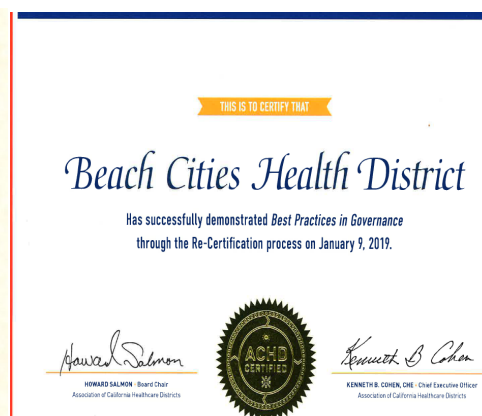 THIS IS TO CERTIFY THAT
Beach Cities Health District
Has successfully demonstrated Best Practices in Governance
through the Re-Certification process on January 9, 2019.
Howard Salmon
Kenneth B Cohen
ACHD
CERTIFIED
HOWARD SALMON - Board Chair
Association of California Healthcare Districts
KENNETH B. COHEN, CHE - Chief Executive Officer
Association of California Healthcare Districts